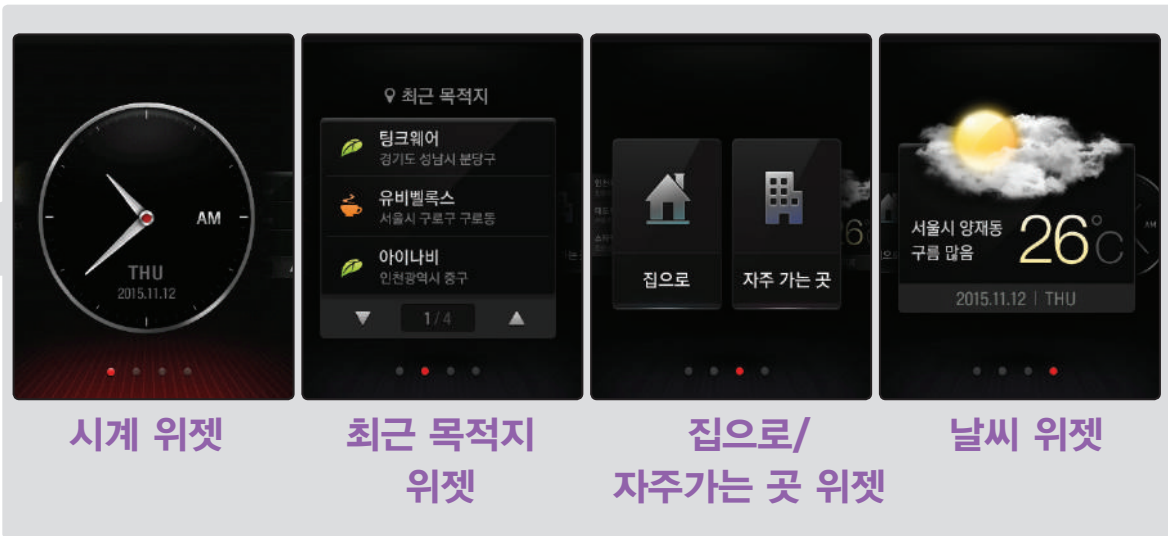 AM
THU
2015.11.12
시계 위젯
최근 목적지
팅크웨어
경기도 성남시 분당구
유비벨록스
서울시 구로구 구로동
아이나비
인천광역시 중구
1/4
최근 목적지
위젯
집으로
자주 가는 곳
집으로/
자주가는 곳 위젯
서울시 양재동
구름 많음
26°C
2015.11.12 | THU
날씨 위젯